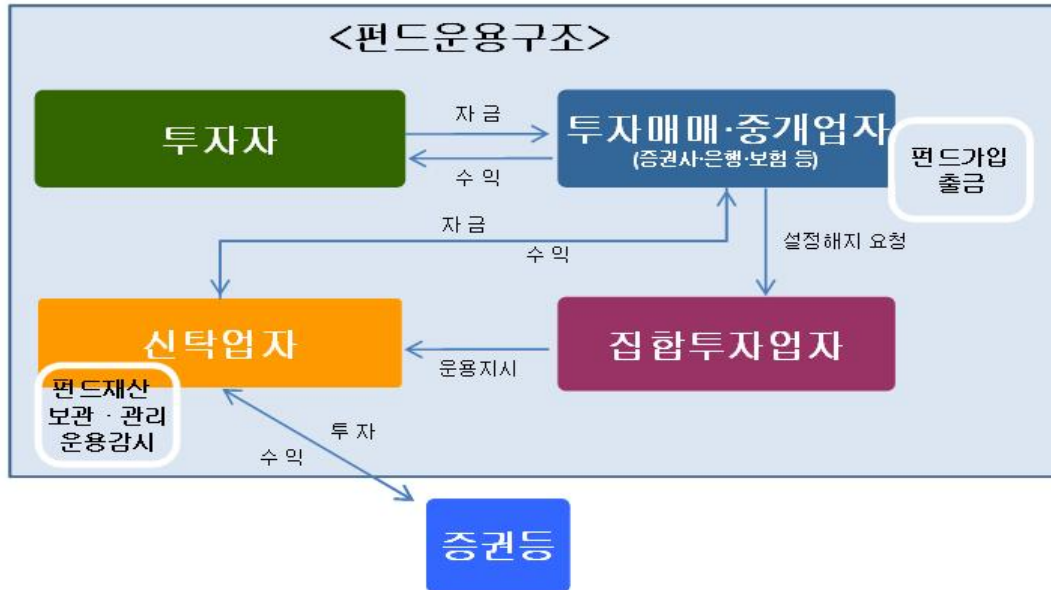 <펀드운용구조>
투자자
자금
수익
투자매매·중개업자
(증권사·은행·보험 등)
펀드가입
출금
자금
수익
설정해지 요청
신탁업자
운용지시
집합투자업자
펀드재산
보관·관리
운용감시
투자
수익
증권등